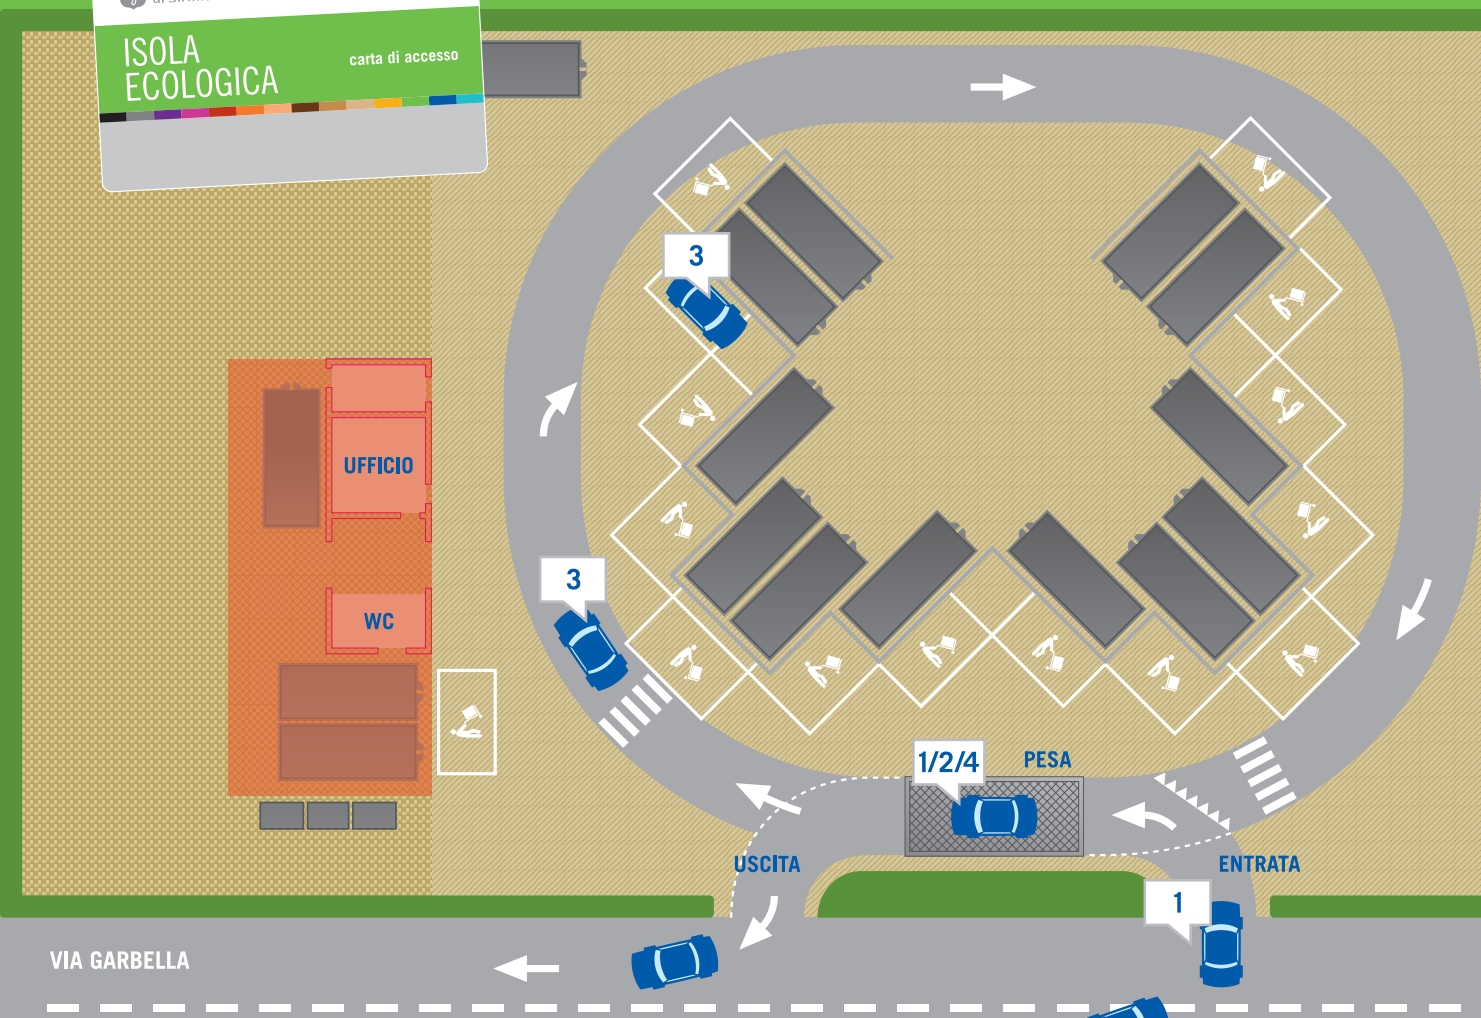 ISOLA
ECOLOGICA
carta di accesso
3
UFFICIO
3
WC
1/2/4
PESA
USCITA
ENTRATA
1
VIA GARBELLA